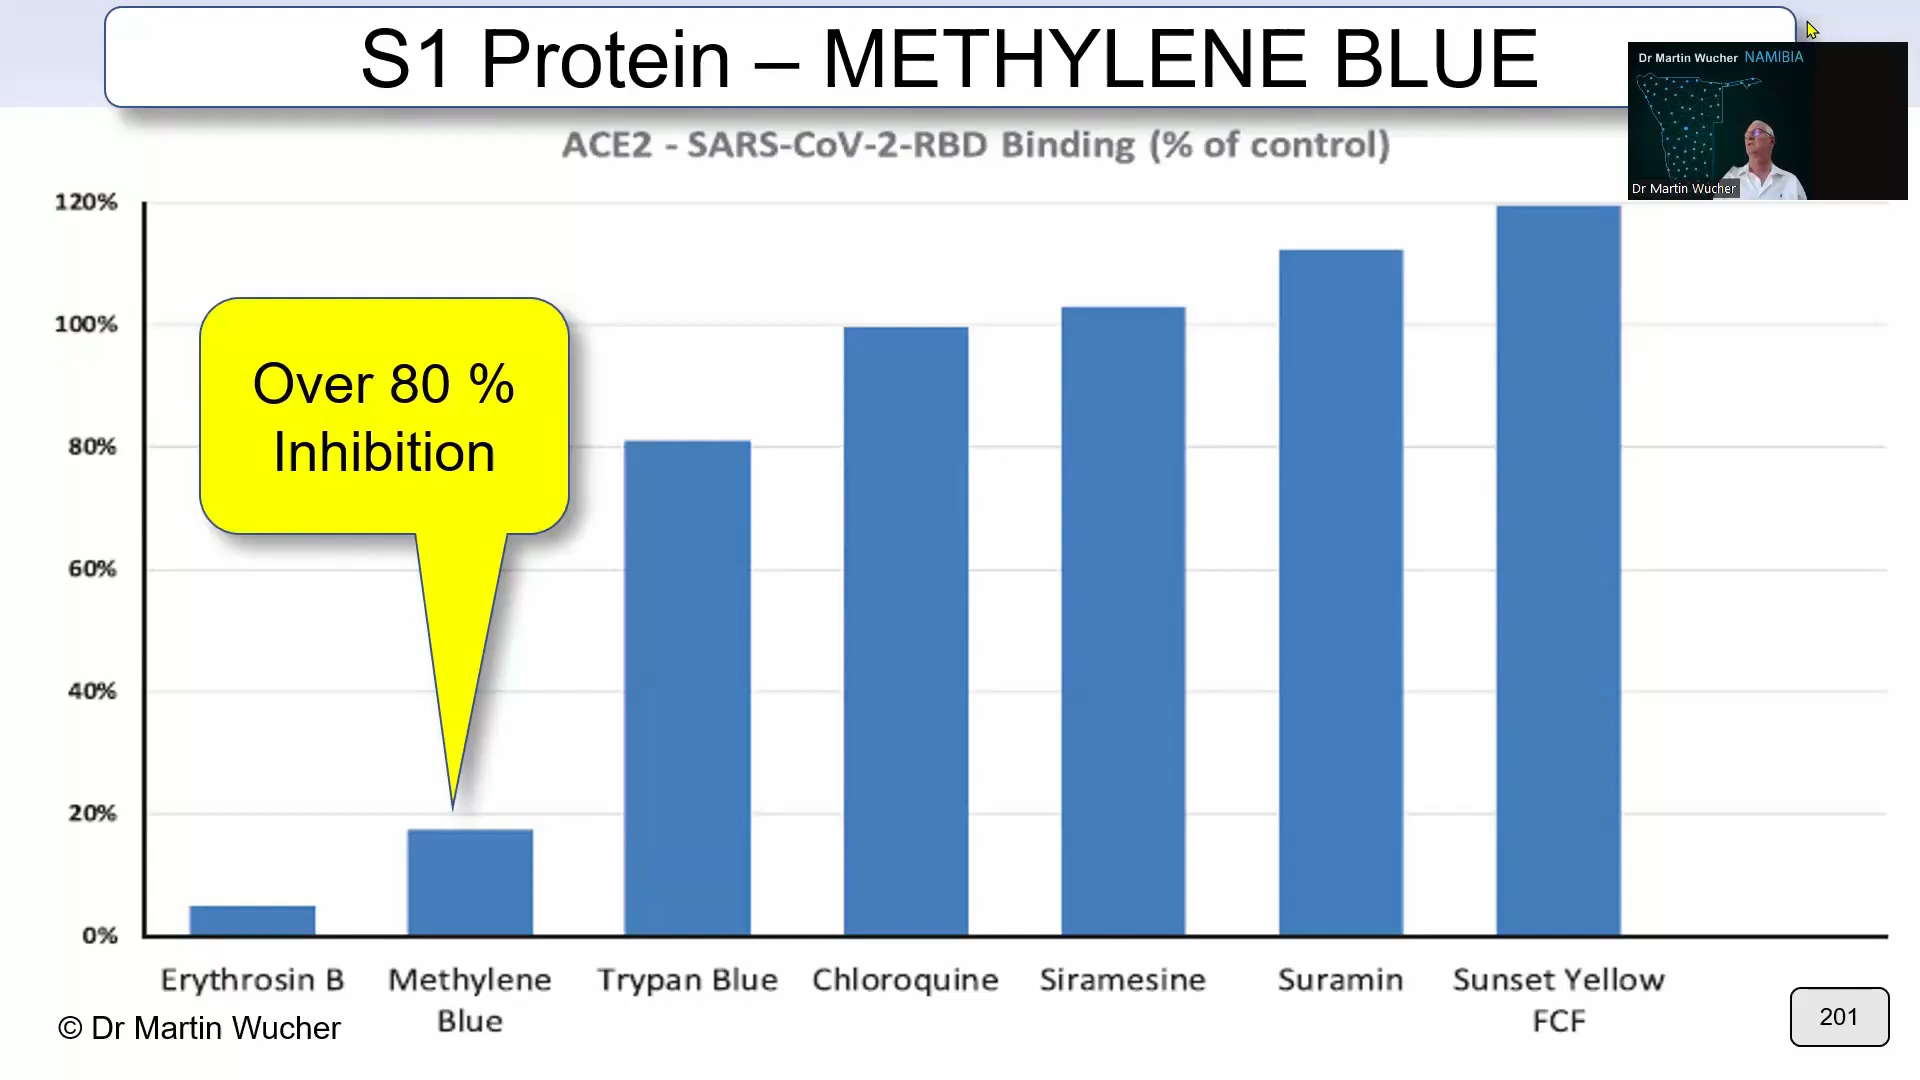 S1 Protein – METHYLENE BLUE
Dr Martin Wucher NAMIBIA
Dr Martin Wucher
ACE2 - SARS-CoV-2-RBD Binding (% of control)
120%
100%
80%
60%
40%
20%
0%
Over 80 %
Inhibition
Erythrosin B
Methylene
Blue
Trypan Blue
Chloroquine
Siramesine
Suramin
Sunset Yellow
FCF
© Dr Martin Wucher
201